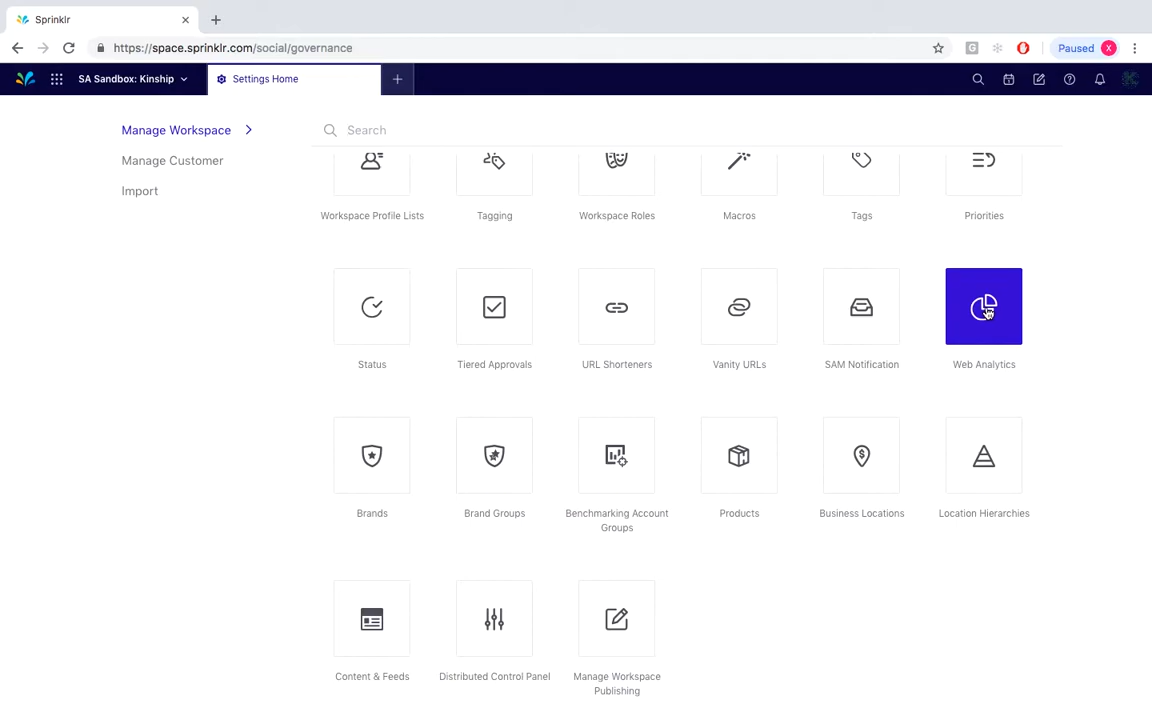 Sprinklr
https://space.sprinklr.com/social/governance
G
Paused X
SA Sandbox: Kinship
Settings Home
Manage Workspace
Search
Manage Customer
Import
Workspace Profile Lists
Tagging
Workspace Roles
Macros
Tags
Priorities
Status
Tiered Approvals
URL Shorteners
Vanity URLs
SAM Notification
Web Analytics
Brands
Brand Groups
Benchmarking Account
Groups
Products
Business Locations
Location Hierarchies
Content & Feeds
Distributed Control Panel
Manage Workspace
Publishing